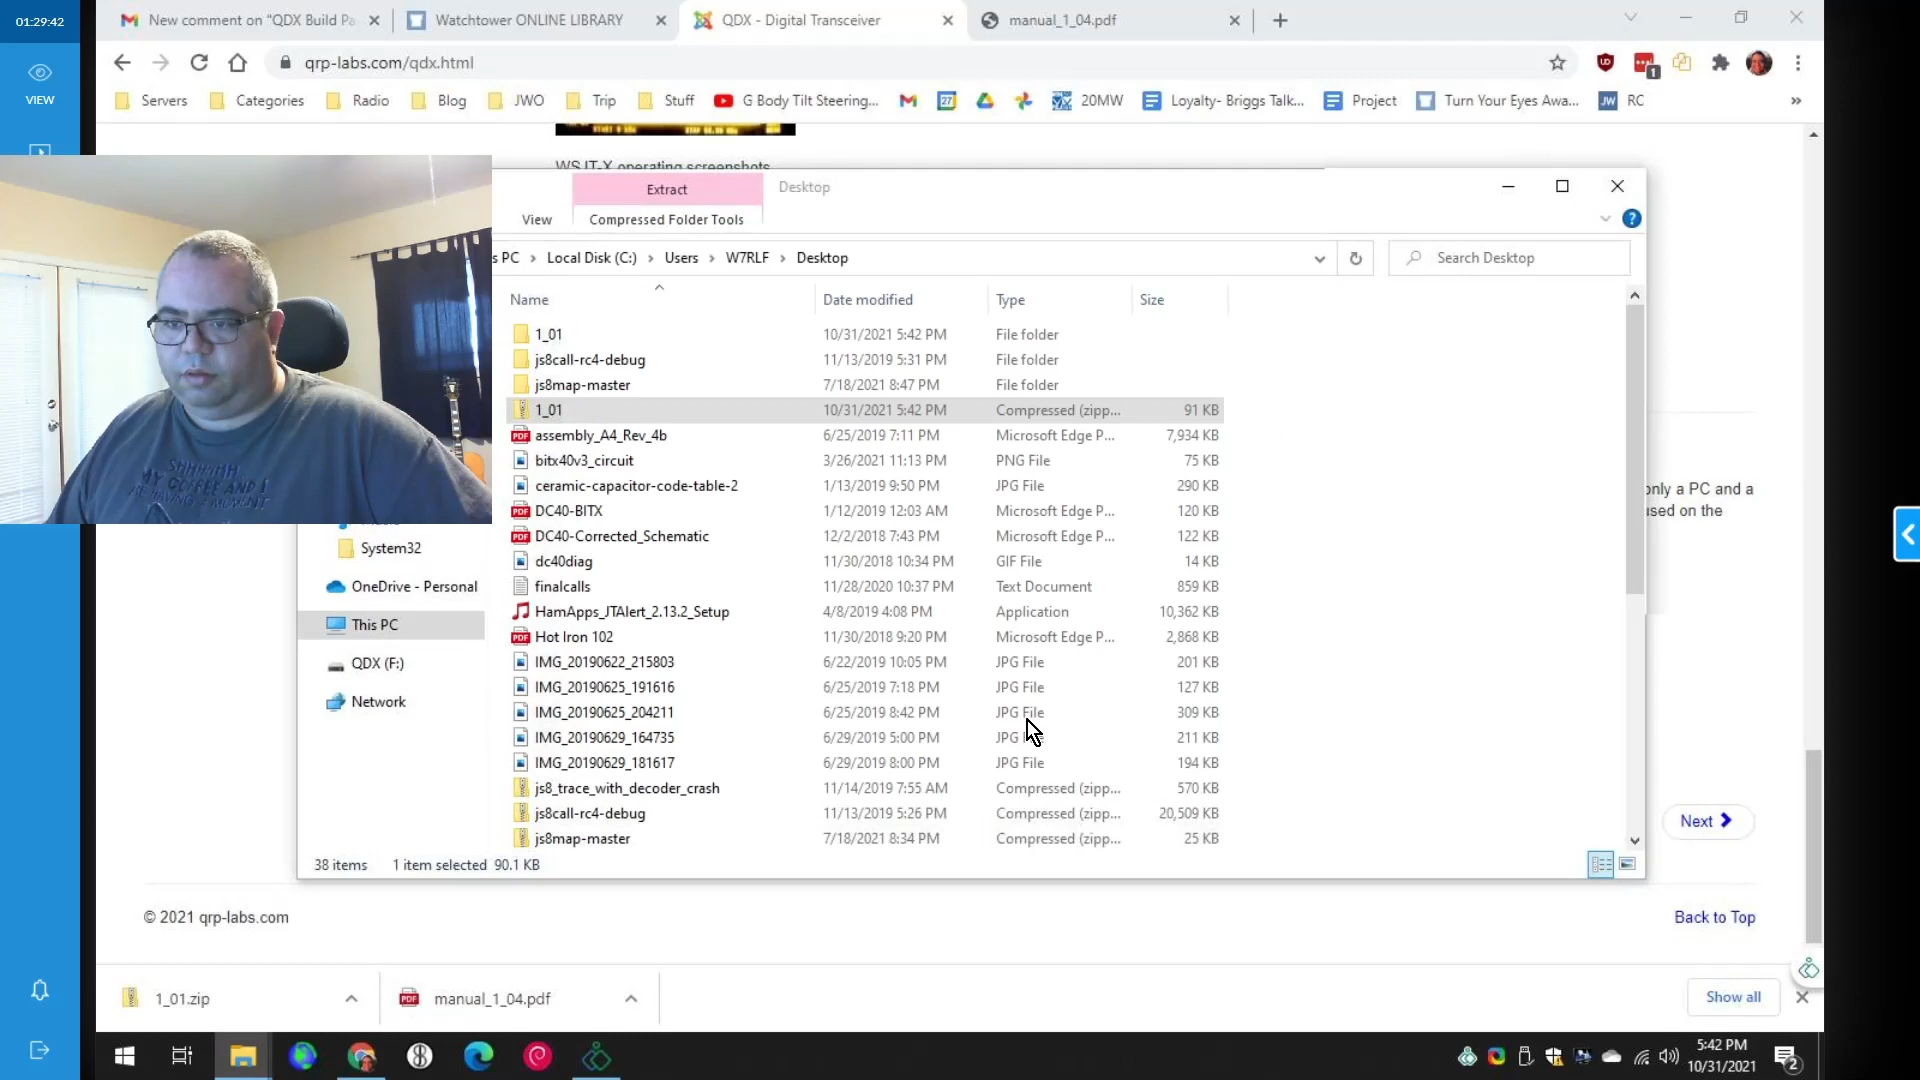 01:29:42
New comment on "QDX Build Pa
Watchtower ONLINE LIBRARY
QDX - Digital Transceiver
manual_1_04.pdf
qrp-labs.com/qdx.html
VIEW
Servers
Categories
Radio
Blog
JWO
Trip
Stuff
G Body Tilt Steering...
20MW
Loyalty- Briggs Talk...
Project
Turn Your Eyes Awa...
RC
WSJT-X operating screenshots
Extract
Desktop
View
Compressed Folder Tools
s PC > Local Disk (C:) > Users > W7RLF > Desktop
Search Desktop
Name Date modified Type Size
1_01 10/31/2021 5:42 PM File folder
js8call-rc4-debug 11/13/2019 5:31 PM File folder
js8map-master 7/18/2021 8:47 PM File folder
1_01 10/31/2021 5:42 PM Compressed (zipp... 91 KB
assembly_A4_Rev_4b 6/25/2019 7:11 PM Microsoft Edge P... 7,934 KB
bitx40v3_circuit 3/26/2021 11:13 PM PNG File 75 KB
ceramic-capacitor-code-table-2 1/13/2019 9:50 PM JPG File 290 KB
DC40-BITX 1/12/2019 12:03 AM Microsoft Edge P... 120 KB
DC40-Corrected_Schematic 12/2/2018 7:43 PM Microsoft Edge P... 122 KB
dc40diag 11/30/2018 10:34 PM GIF File 14 KB
finalcalls 11/28/2020 10:37 PM Text Document 859 KB
HamApps_JTAlert_2.13.2_Setup 4/8/2019 4:08 PM Application 10,362 KB
Hot Iron 102 11/30/2018 9:20 PM Microsoft Edge P... 2,868 KB
IMG_20190622_215803 6/22/2019 10:05 PM JPG File 201 KB
IMG_20190625_191616 6/25/2019 7:18 PM JPG File 127 KB
IMG_20190625_204211 6/25/2019 8:42 PM JPG File 309 KB
IMG_20190629_164735 6/29/2019 5:00 PM JPG File 211 KB
IMG_20190629_181617 6/29/2019 8:00 PM JPG File 194 KB
js8_trace_with_decoder_crash 11/14/2019 7:55 AM Compressed (zipp... 570 KB
js8call-rc4-debug 11/13/2019 5:26 PM Compressed (zipp... 20,509 KB
js8map-master 7/18/2021 8:34 PM Compressed (zipp... 25 KB
System32
OneDrive - Personal
This PC
QDX (F:)
Network
38 items 1 item selected 90.1 KB
only a PC and a
used on the
Next
© 2021 qrp-labs.com
Back to Top
1_01.zip
manual_1_04.pdf
Show all
5:42 PM
10/31/2021
2